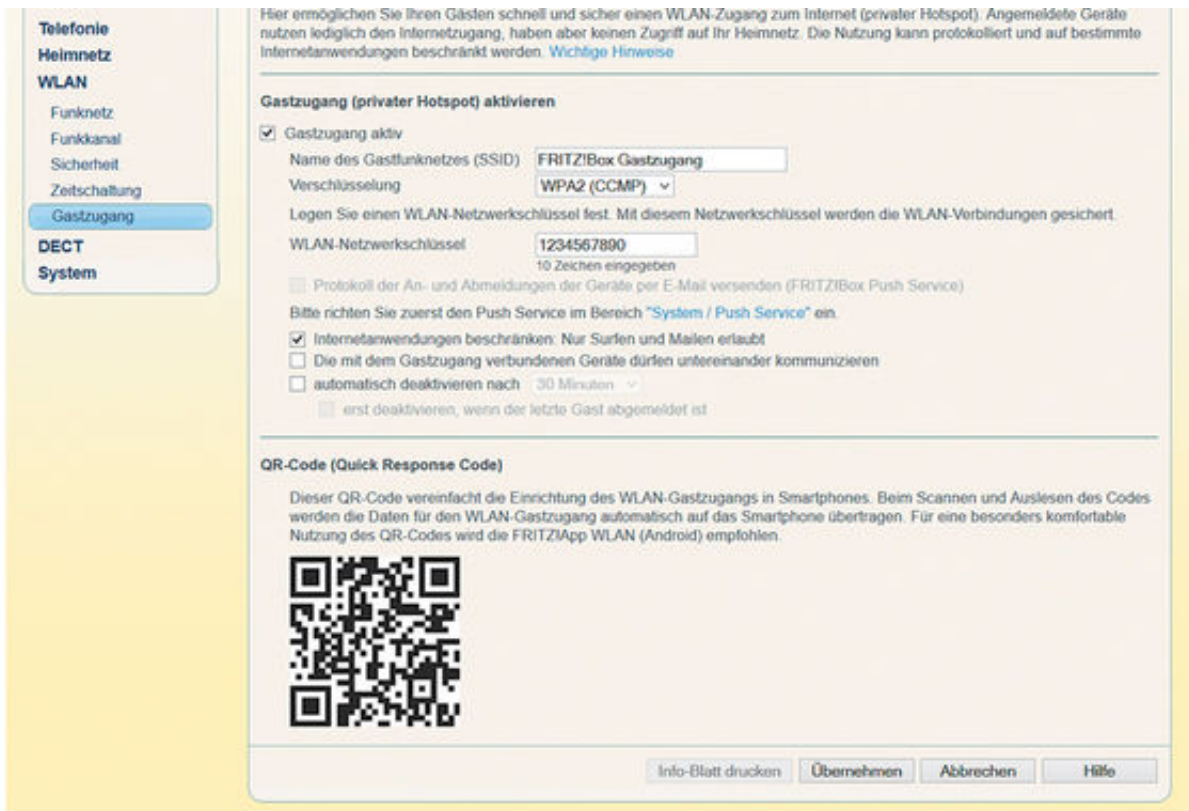 Telefonie
Heimnetz
WLAN
Funknetz
Funkkanal
Sicherheit
Zeitschaltung
Gastzugang
DECT
System
Hier ermöglichen Sie Ihren Gästen schnell und sicher einen WLAN-Zugang zum Internet (privater Hotspot). Angemeldete Geräte
nutzen lediglich den Internetzugang, haben aber keinen Zugriff auf Ihr Heimnetz. Die Nutzung kann protokolliert und auf bestimmte
Internetanwendungen beschränkt werden. Wichtige Hinweise
Gastzugang (privater Hotspot) aktivieren
Gastzugang aktiv
Name des Gastfunknetzes (SSID) FRITZ!Box Gastzugang
Verschlüsselung WPA2 (CCMP)
Legen Sie einen WLAN-Netzwerkschlüssel fest. Mit diesem Netzwerkschlüssel werden die WLAN-Verbindungen gesichert.
WLAN-Netzwerkschlüssel 1234567890
10 Zeichen eingegeben
Protokoll der An- und Abmeldungen der Geräte per E-Mail versenden (FRITZ!Box Push Service)
Bitte richten Sie zuerst den Push Service im Bereich "System / Push Service" ein.
Internetanwendungen beschränken: Nur Surfen und Mailen erlaubt
Die mit dem Gastzugang verbundenen Geräte dürfen untereinander kommunizieren
automatisch deaktivieren nach 30 Minuten
erst deaktivieren, wenn der letzte Gast abgemeldet ist
QR-Code (Quick Response Code)
Dieser QR-Code vereinfacht die Einrichtung des WLAN-Gastzugangs in Smartphones. Beim Scannen und Auslesen des Codes
werden die Daten für den WLAN-Gastzugang automatisch auf das Smartphone übertragen. Für eine besonders komfortable
Nutzung des QR-Codes wird die FRITZ!App WLAN (Android) empfohlen.
Info-Blatt drucken Übernehmen Abbrechen Hilfe